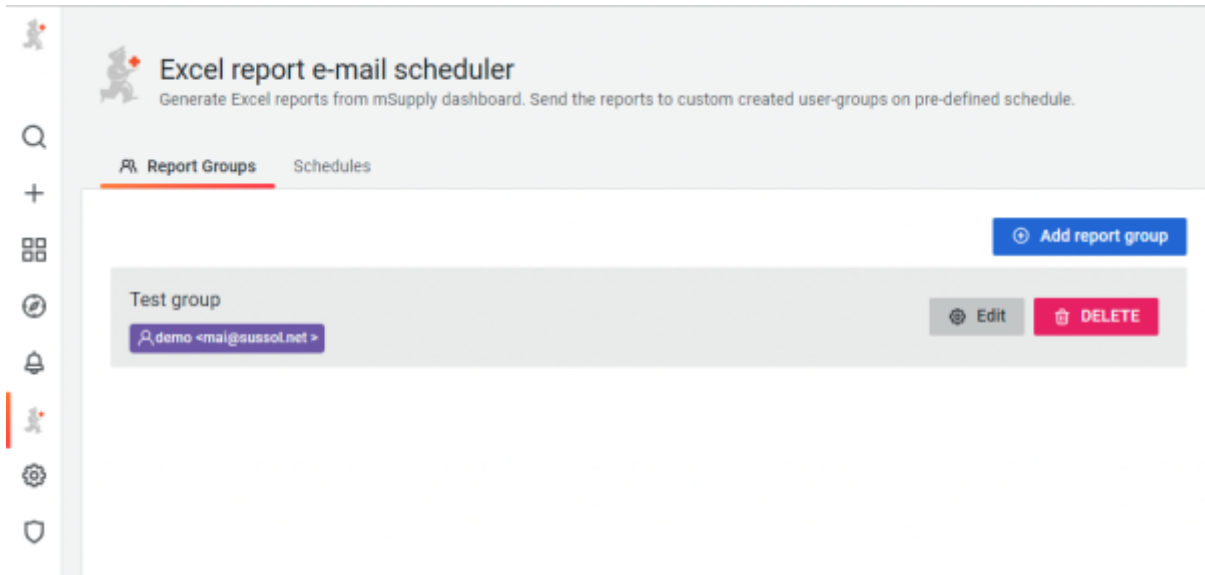 Excel report e-mail scheduler
Generate Excel reports from mSupply dashboard. Send the reports to custom created user-groups on pre-defined schedule.
Report Groups Schedules
Add report group
Test group
Edit DELETE
demo <mai@sussol.net >